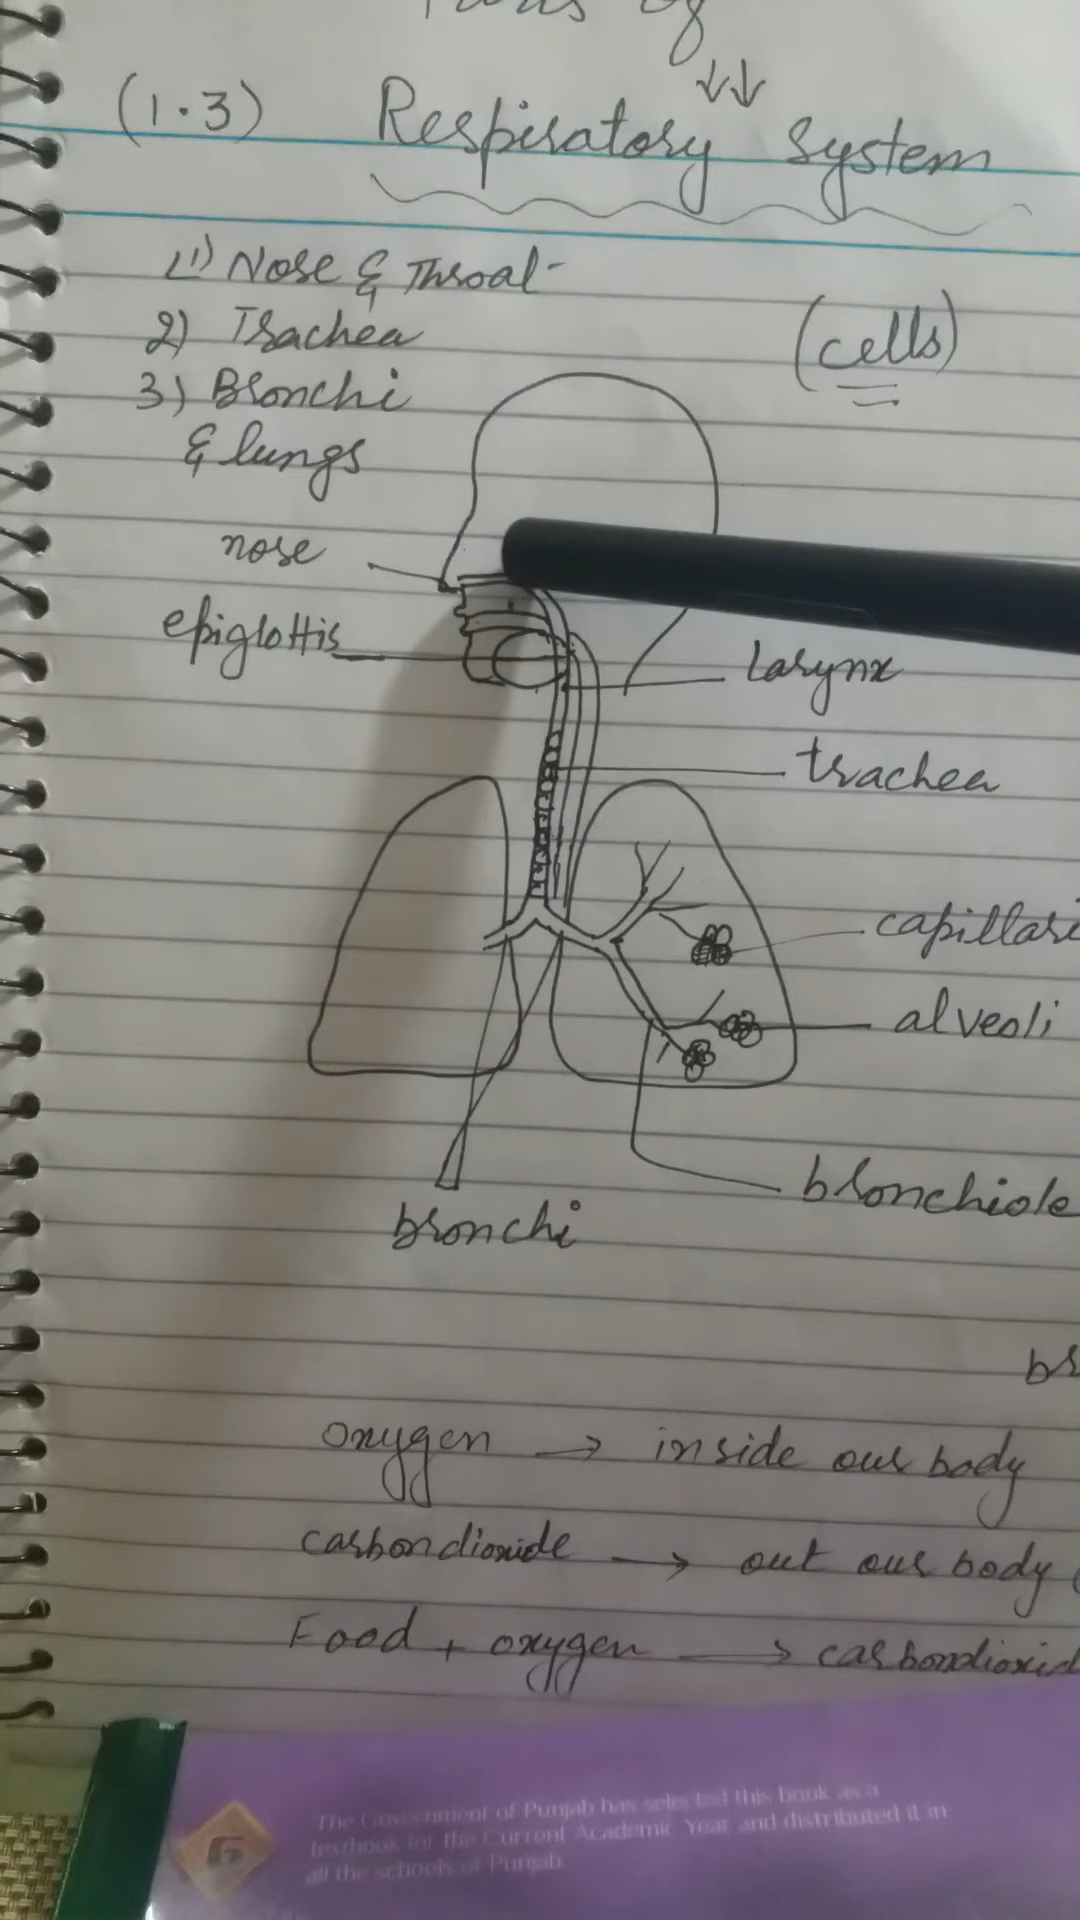 (1.3) Respiratory System
1) Nose & Throat
2) Trachea
(cells)
3) Bronchi
& lungs
nose
epiglottis
Larynx
trachea
capillari
alveoli
bronchiole
bronchi
oxygen → inside our body
carbondioxide → out our body (
Food + oxygen → carbondioxid
The Government of Punjab has selected this book as a
textbook for the Current Academic Year and distributed it in
all the schools of Punjab.